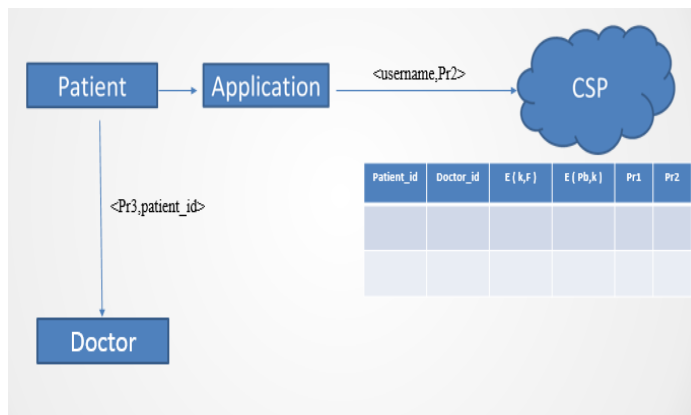 Patient
Application
<username,Pr2>
CSP
Patient_id Doctor_id E ( k,F ) E ( Pb,k ) Pr1 Pr2
<Pr3,patient_id>
Doctor